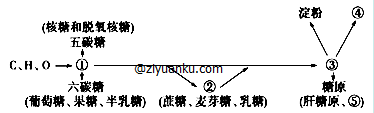 (核糖和脱氧核糖)
五碳糖
淀粉 ④
C、H、O ① @ziyuanku.com ③
六碳糖 ② 糖原
(葡萄糖、果糖、半乳糖) (蔗糖、麦芽糖、乳糖) (肝糖原、⑤)